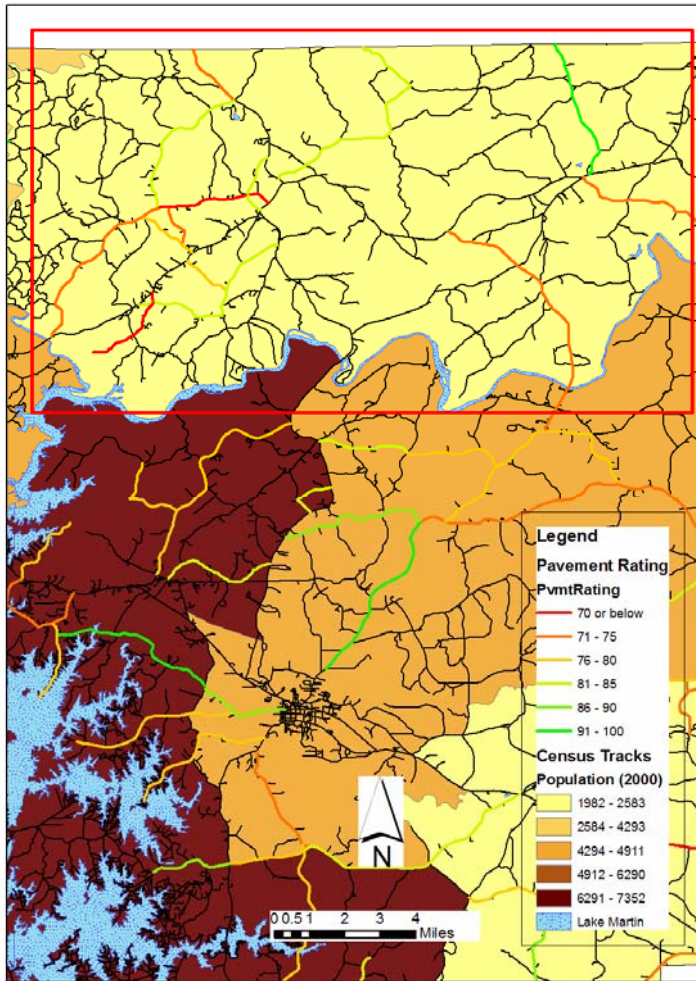 Legend
Pavement Rating
PvmtRating
70 or below
71 - 75
76 - 80
81 - 85
86 - 90
91 - 100
Census Tracks
Population (2000)
1982 - 2583
2584 - 4293
4294 - 4911
4912 - 6290
6291 - 7352
Lake Martin
N
0 0.5 1 2 3 4
Miles